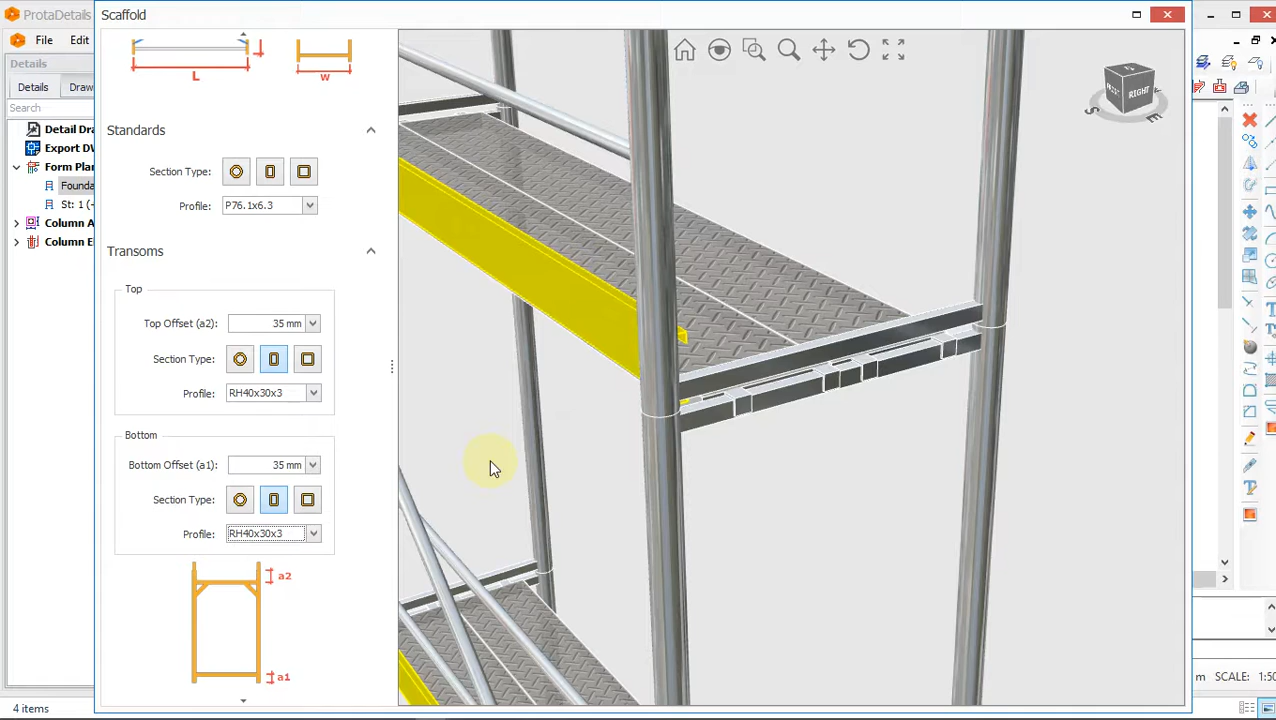 ProtaDetails
Scaffold
File Edit
Details
Details Draw
Search
Detail Dra
Export DV
Form Plan
Founda
St: 1 (-
Column A
Column E
4 items
L
w
Standards
Section Type:
Profile: P76.1x6.3
Transoms
Top
Top Offset (a2) 35 mm
Section Type:
Profile: RH40x30x3
Bottom
Bottom Offset (a1) 35 mm
Section Type:
Profile: RH40x30x3
a2
a1
RIGHT
S
E
m SCALE: 1:50